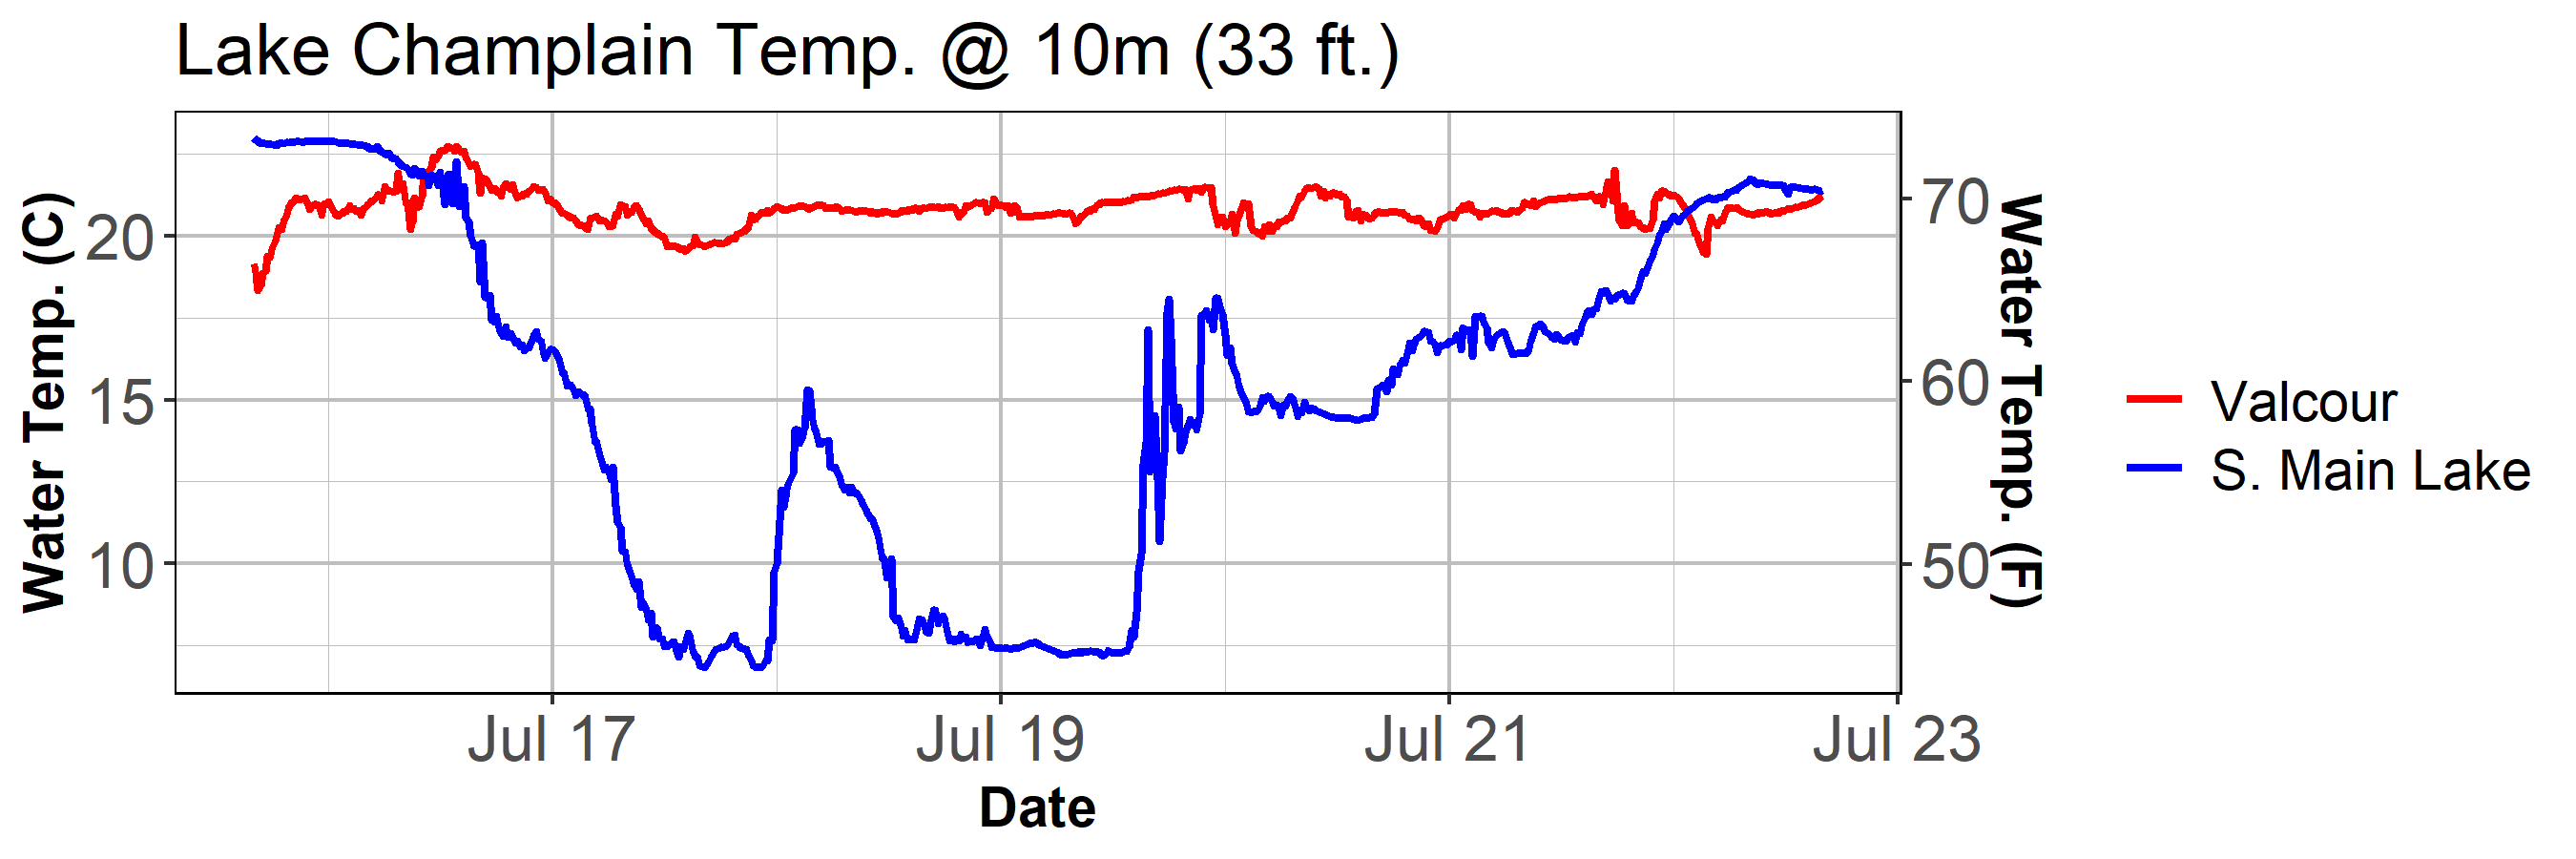 Lake Champlain Temp. @ 10m (33 ft.)
Water Temp. (C)
20
15
10
70
60
50
Water Temp. (F)
Jul 17
Jul 19
Jul 21
Jul 23
Date
Valcour
S. Main Lake